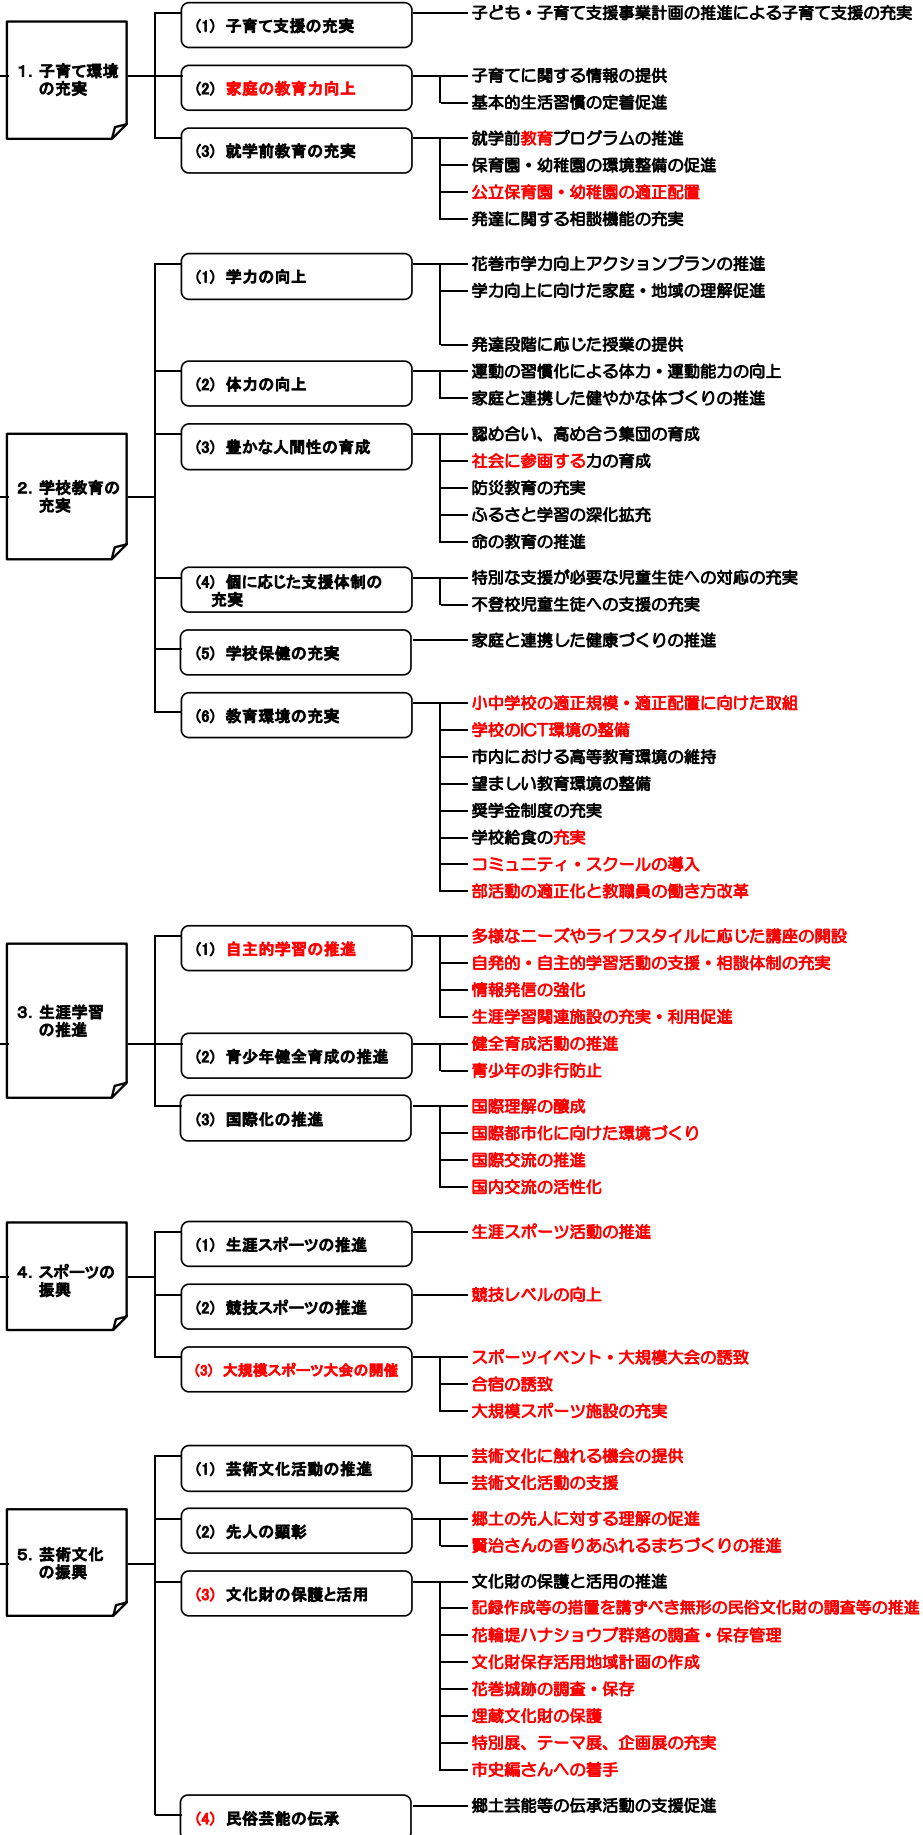 1. 子育て環境
の充実
(1) 子育て支援の充実
子ども・子育て支援事業計画の推進による子育て支援の充実
(2) 家庭の教育力向上
子育てに関する情報の提供
基本的生活習慣の定着促進
(3) 就学前教育の充実
就学前教育プログラムの推進
保育園・幼稚園の環境整備の促進
公立保育園・幼稚園の適正配置
発達に関する相談機能の充実
2. 学校教育の
充実
(1) 学力の向上
花巻市学力向上アクションプランの推進
学力向上に向けた家庭・地域の理解促進
発達段階に応じた授業の提供
(2) 体力の向上
運動の習慣化による体力・運動能力の向上
家庭と連携した健やかな体づくりの推進
(3) 豊かな人間性の育成
認め合い、高め合う集団の育成
社会に参画する力の育成
防災教育の充実
ふるさと学習の深化拡充
命の教育の推進
(4) 個に応じた支援体制の
充実
特別な支援が必要な児童生徒への対応の充実
不登校児童生徒への支援の充実
(5) 学校保健の充実
家庭と連携した健康づくりの推進
(6) 教育環境の充実
小中学校の適正規模・適正配置に向けた取組
学校のICT環境の整備
市内における高等教育環境の維持
望ましい教育環境の整備
奨学金制度の充実
学校給食の充実
コミュニティ・スクールの導入
部活動の適正化と教職員の働き方改革
3. 生涯学習
の推進
(1) 自主的学習の推進
多様なニーズやライフスタイルに応じた講座の開設
自発的・自主的学習活動の支援・相談体制の充実
情報発信の強化
生涯学習関連施設の充実・利用促進
(2) 青少年健全育成の推進
健全育成活動の推進
青少年の非行防止
(3) 国際化の推進
国際理解の醸成
国際都市化に向けた環境づくり
国際交流の推進
国内交流の活性化
4. スポーツの
振興
(1) 生涯スポーツの推進
生涯スポーツ活動の推進
(2) 競技スポーツの推進
競技レベルの向上
(3) 大規模スポーツ大会の開催
スポーツイベント・大規模大会の誘致
合宿の誘致
大規模スポーツ施設の充実
5. 芸術文化
の振興
(1) 芸術文化活動の推進
芸術文化に触れる機会の提供
芸術文化活動の支援
(2) 先人の顕彰
郷土の先人に対する理解の促進
賢治さんの香りあふれるまちづくりの推進
(3) 文化財の保護と活用
文化財の保護と活用の推進
記録作成等の措置を講ずべき無形の民俗文化財の調査等の推進
花輪堤ハナショウブ群落の調査・保存管理
文化財保存活用地域計画の作成
花巻城跡の調査・保存
埋蔵文化財の保護
特別展、テーマ展、企画展の充実
市史編さんへの着手
(4) 民俗芸能の伝承
郷土芸能等の伝承活動の支援促進